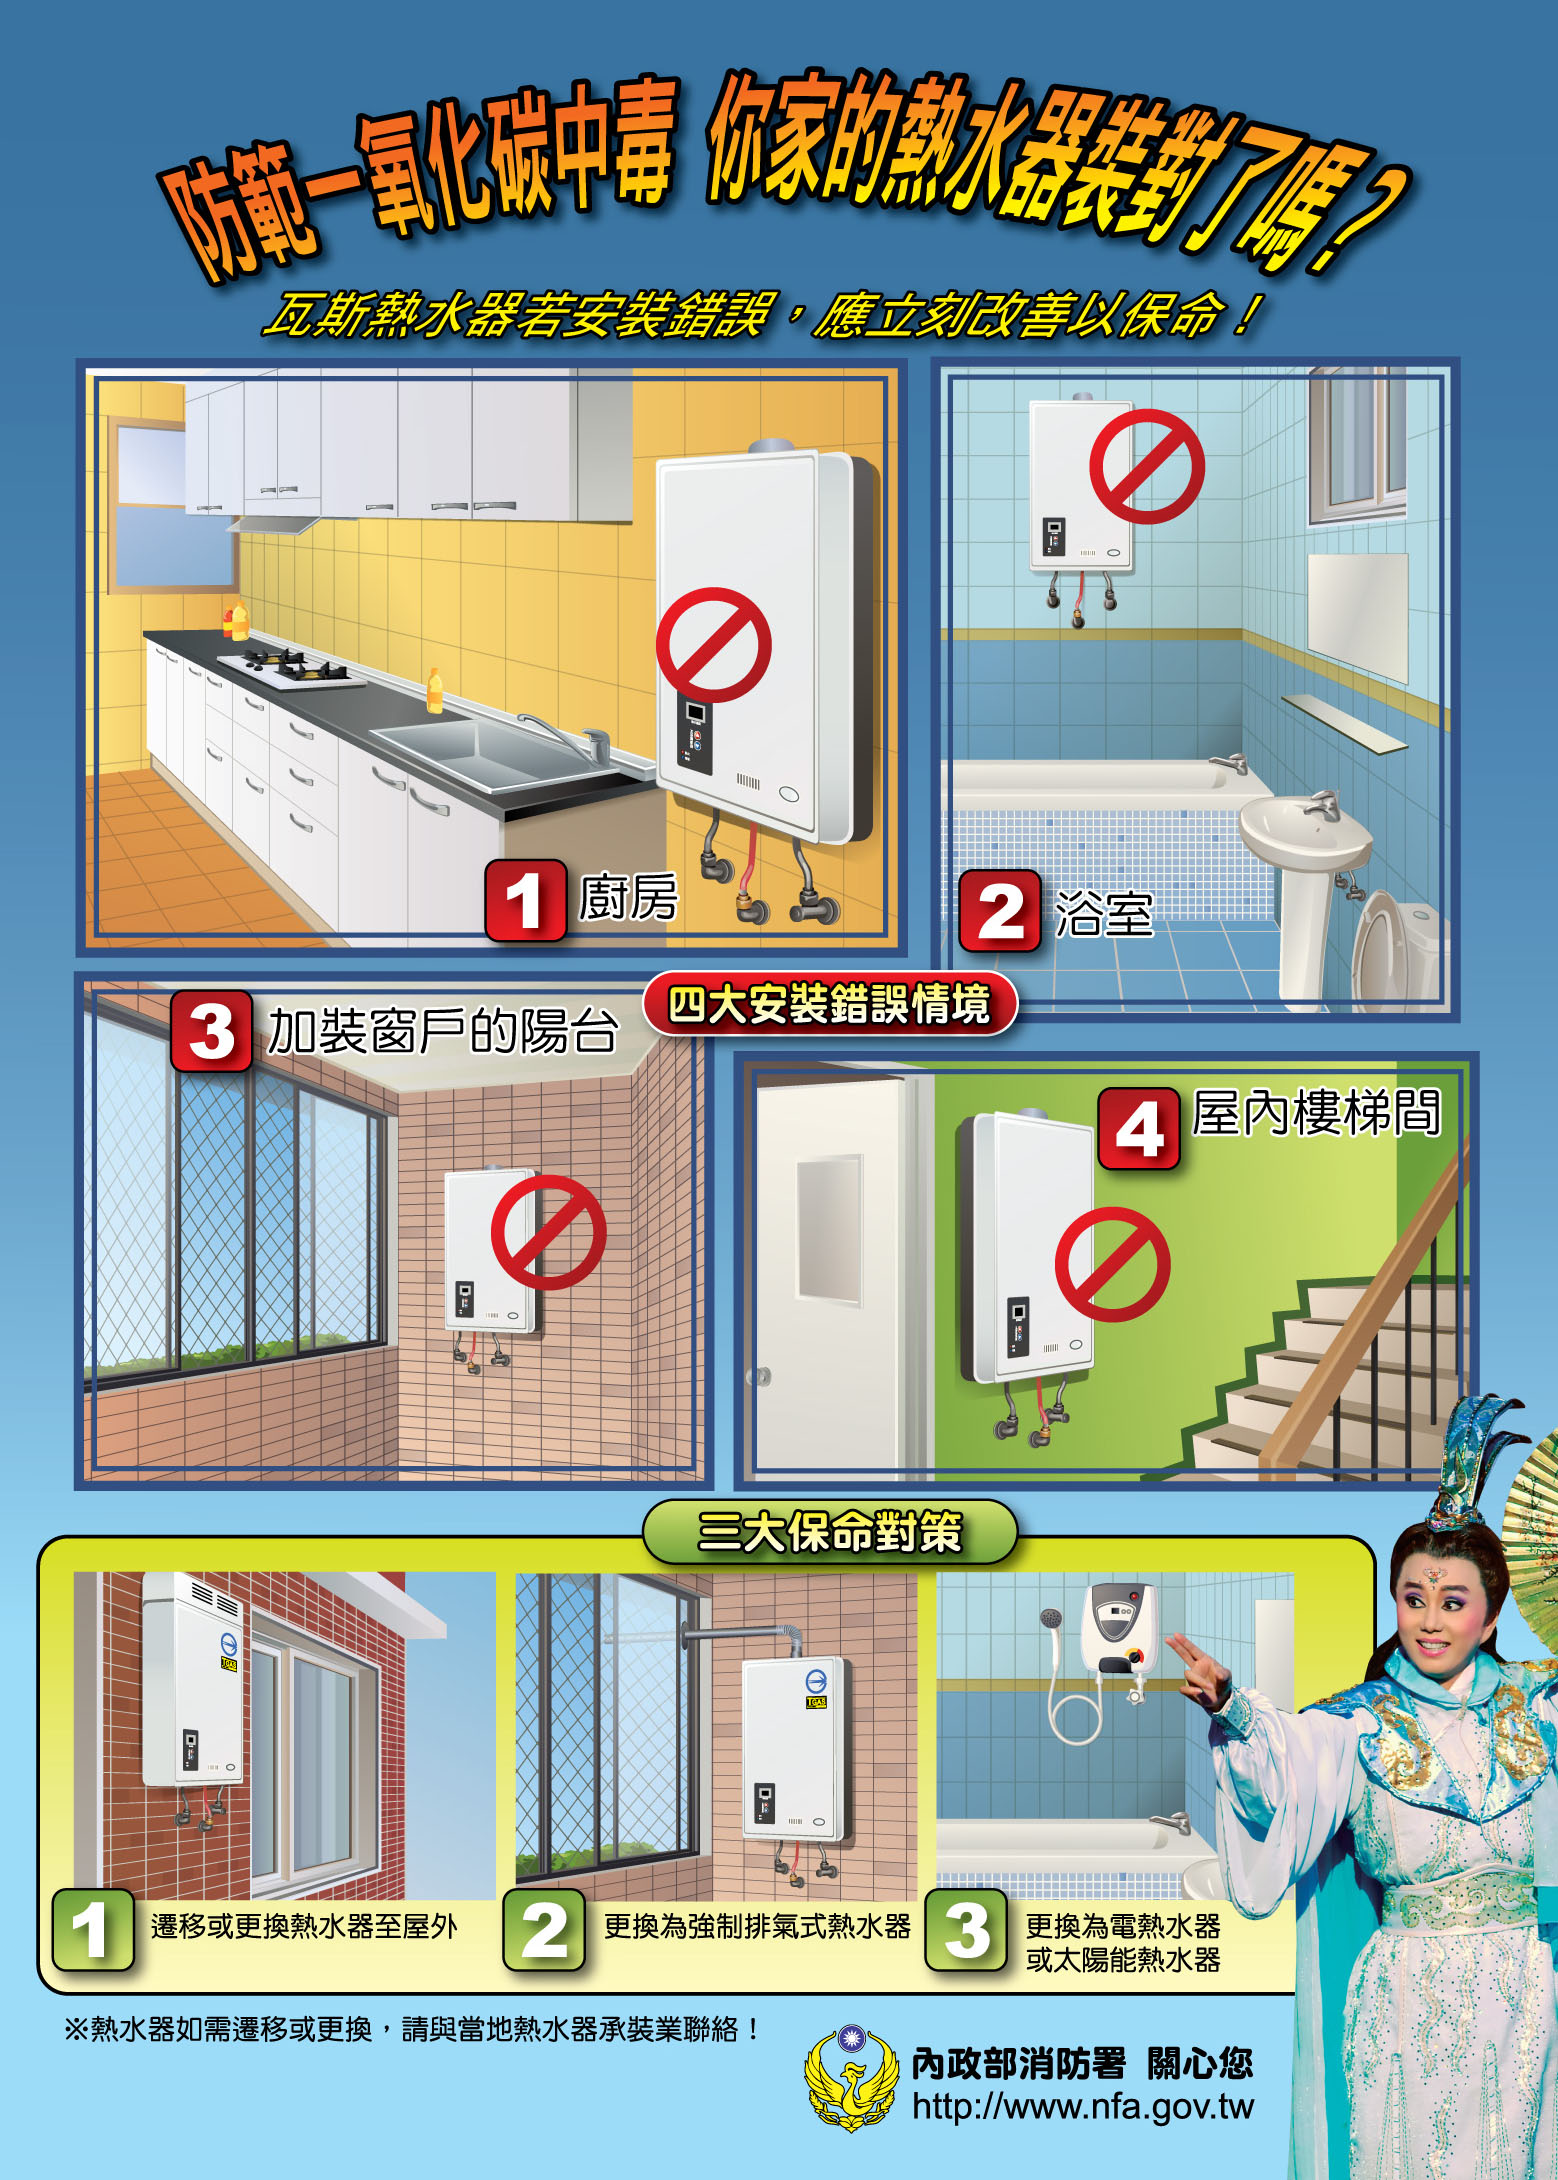 防範一氧化碳中毒 你家的熱水器裝對了嗎？
瓦斯熱水器若安裝錯誤，應立刻改善以保命！
1 廚房
2 浴室
四大安裝錯誤情境
3 加裝窗戶的陽台
4 屋內樓梯間
三大保命對策
TGAS
TGAS
1 遷移或更換熱水器至屋外
2 更換為強制排氣式熱水器
3 更換為電熱水器
或太陽能熱水器
※熱水器如需遷移或更換，請與當地熱水器承裝業聯絡！
內政部消防署 關心您
http://www.nfa.gov.tw